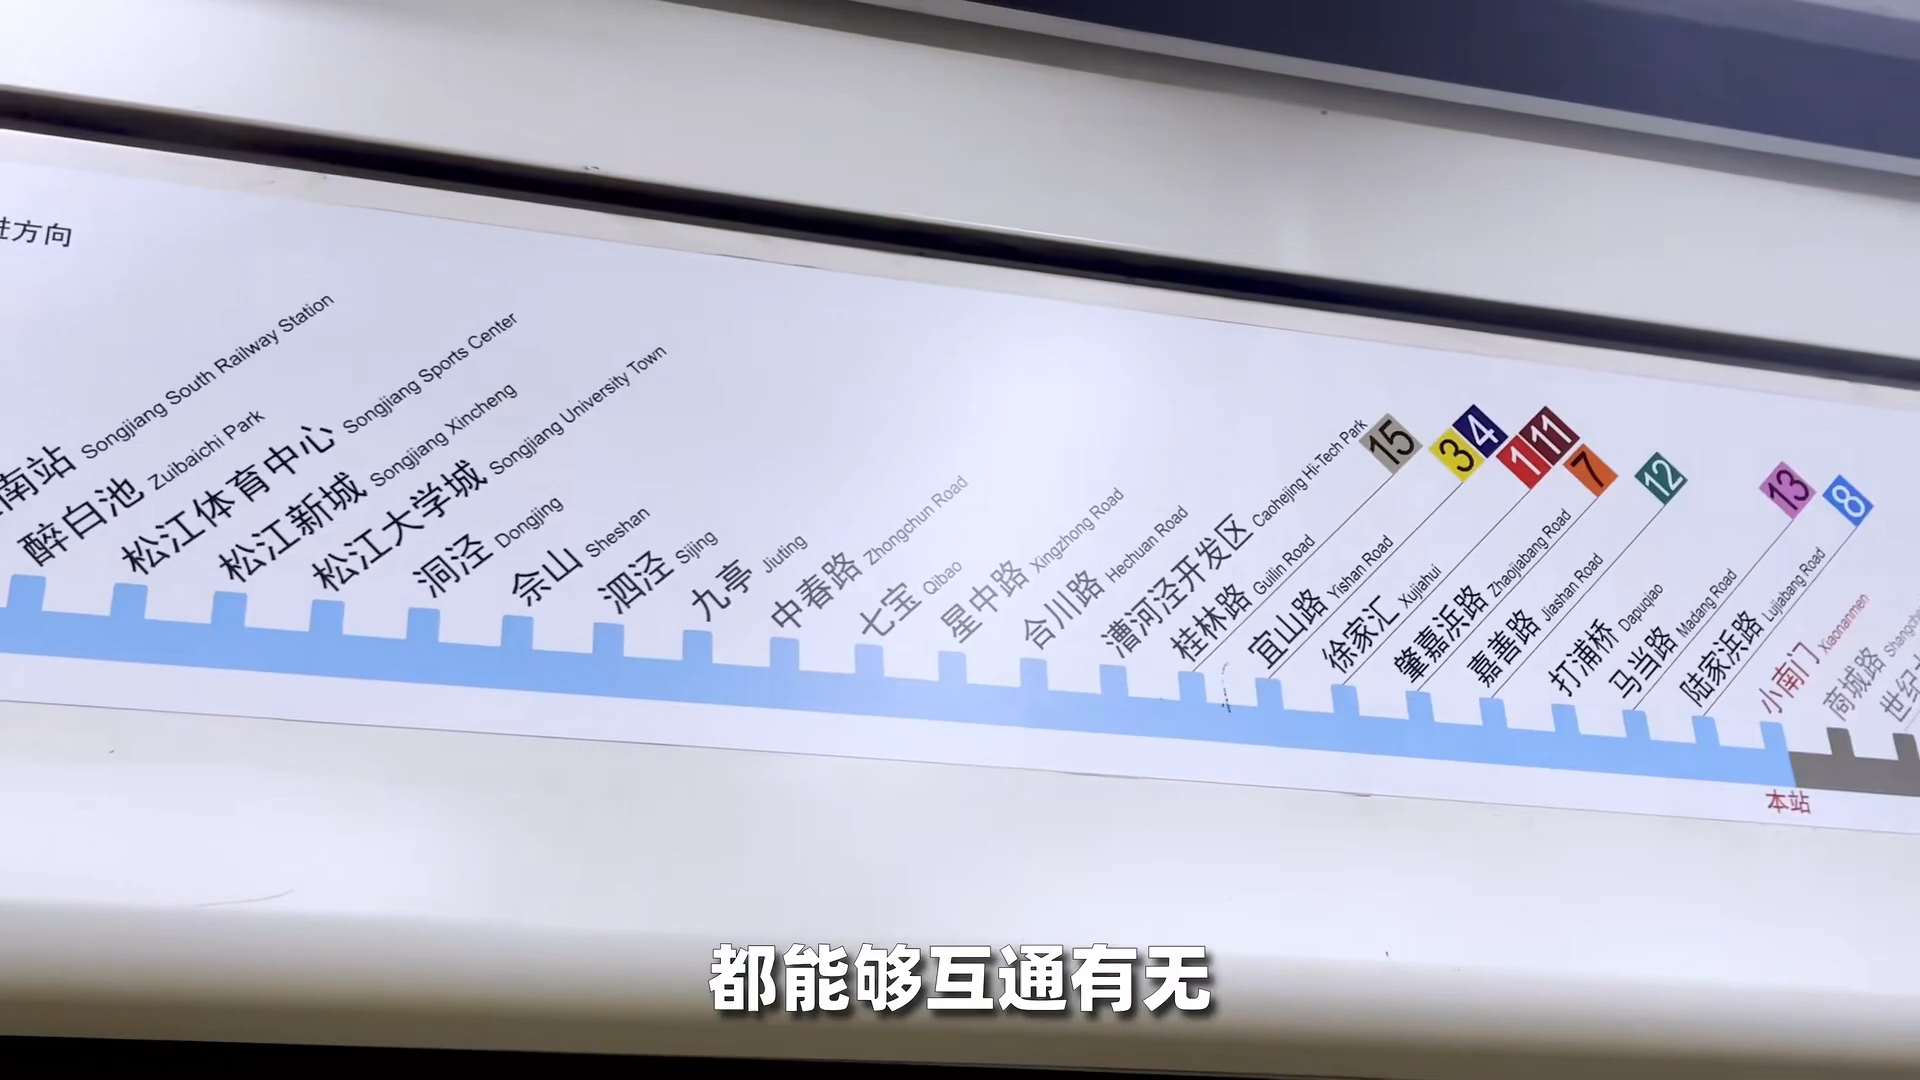 进方向
南站 Songjiang South Railway Station
醉白池 Zuibaichi Park
松江体育中心 Songjiang Sports Center
松江新城 Songjiang Xincheng
松江大学城 Songjiang University Town
洞泾 Dongjing
佘山 Sheshan
泗泾 Sijing
九亭 Jiuting
中春路 Zhongchun Road
七宝 Qibao
星中路 Xingzhong Road
合川路 Hechuan Road
漕河泾开发区 Caohejing Hi-Tech Park
桂林路 Guilin Road 15
宜山路 Yishan Road 3 4
徐家汇 Xujiahui 1 11
肇嘉浜路 Zhaojiabang Road 7
嘉善路 Jiashan Road 12
打浦桥 Dapuqiao
马当路 Madang Road 13
陆家浜路 Lujiabang Road 8
小南门 Xiaonanmen
商城路
世纪
本站
都能够互通有无